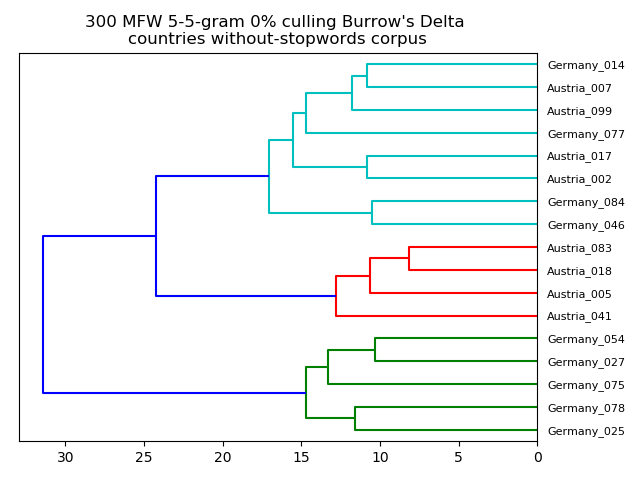 300 MFW 5-5-gram 0% culling Burrow's Delta
countries without-stopwords corpus
Germany_014
Austria_007
Austria_099
Germany_077
Austria_017
Austria_002
Germany_084
Germany_046
Austria_083
Austria_018
Austria_005
Austria_041
Germany_054
Germany_027
Germany_075
Germany_078
Germany_025
30 25 20 15 10 5 0